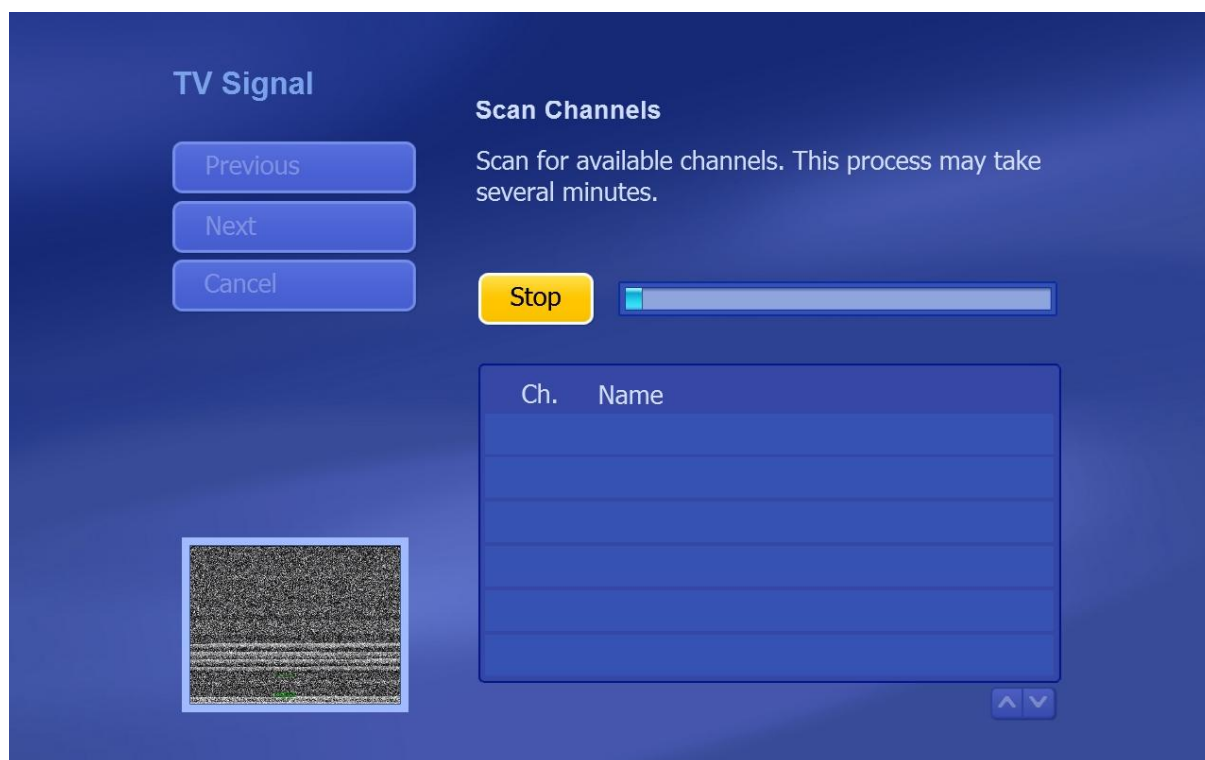 TV Signal
Previous
Next
Cancel
Scan Channels
Scan for available channels. This process may take
several minutes.
Stop
Ch. Name